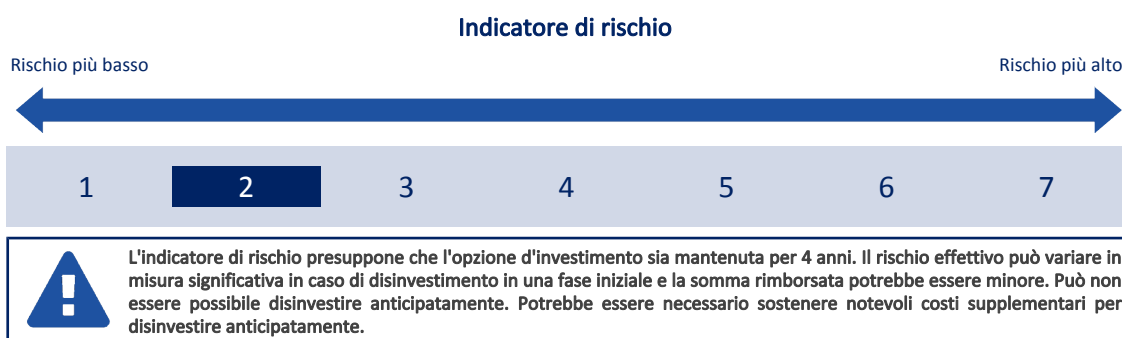 Indicatore di rischio
Rischio più basso
Rischio più alto
1 2 3 4 5 6 7
L'indicatore di rischio presuppone che l'opzione d'investimento sia mantenuta per 4 anni. Il rischio effettivo può variare in
misura significativa in caso di disinvestimento in una fase iniziale e la somma rimborsata potrebbe essere minore. Può non
essere possibile disinvestire anticipatamente. Potrebbe essere necessario sostenere notevoli costi supplementari per
disinvestire anticipatamente.